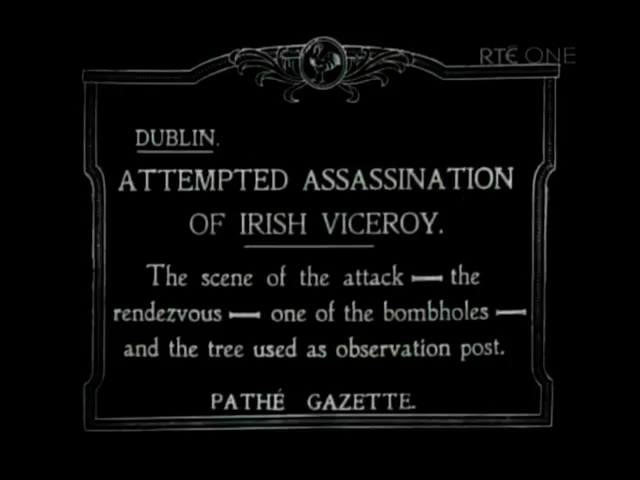 RTÉ ONE
DUBLIN.
ATTEMPTED ASSASSINATION
OF IRISH VICEROY.
The scene of the attack — the
rendezvous — one of the bombholes —
and the tree used as observation post.
PATHÉ GAZETTE.